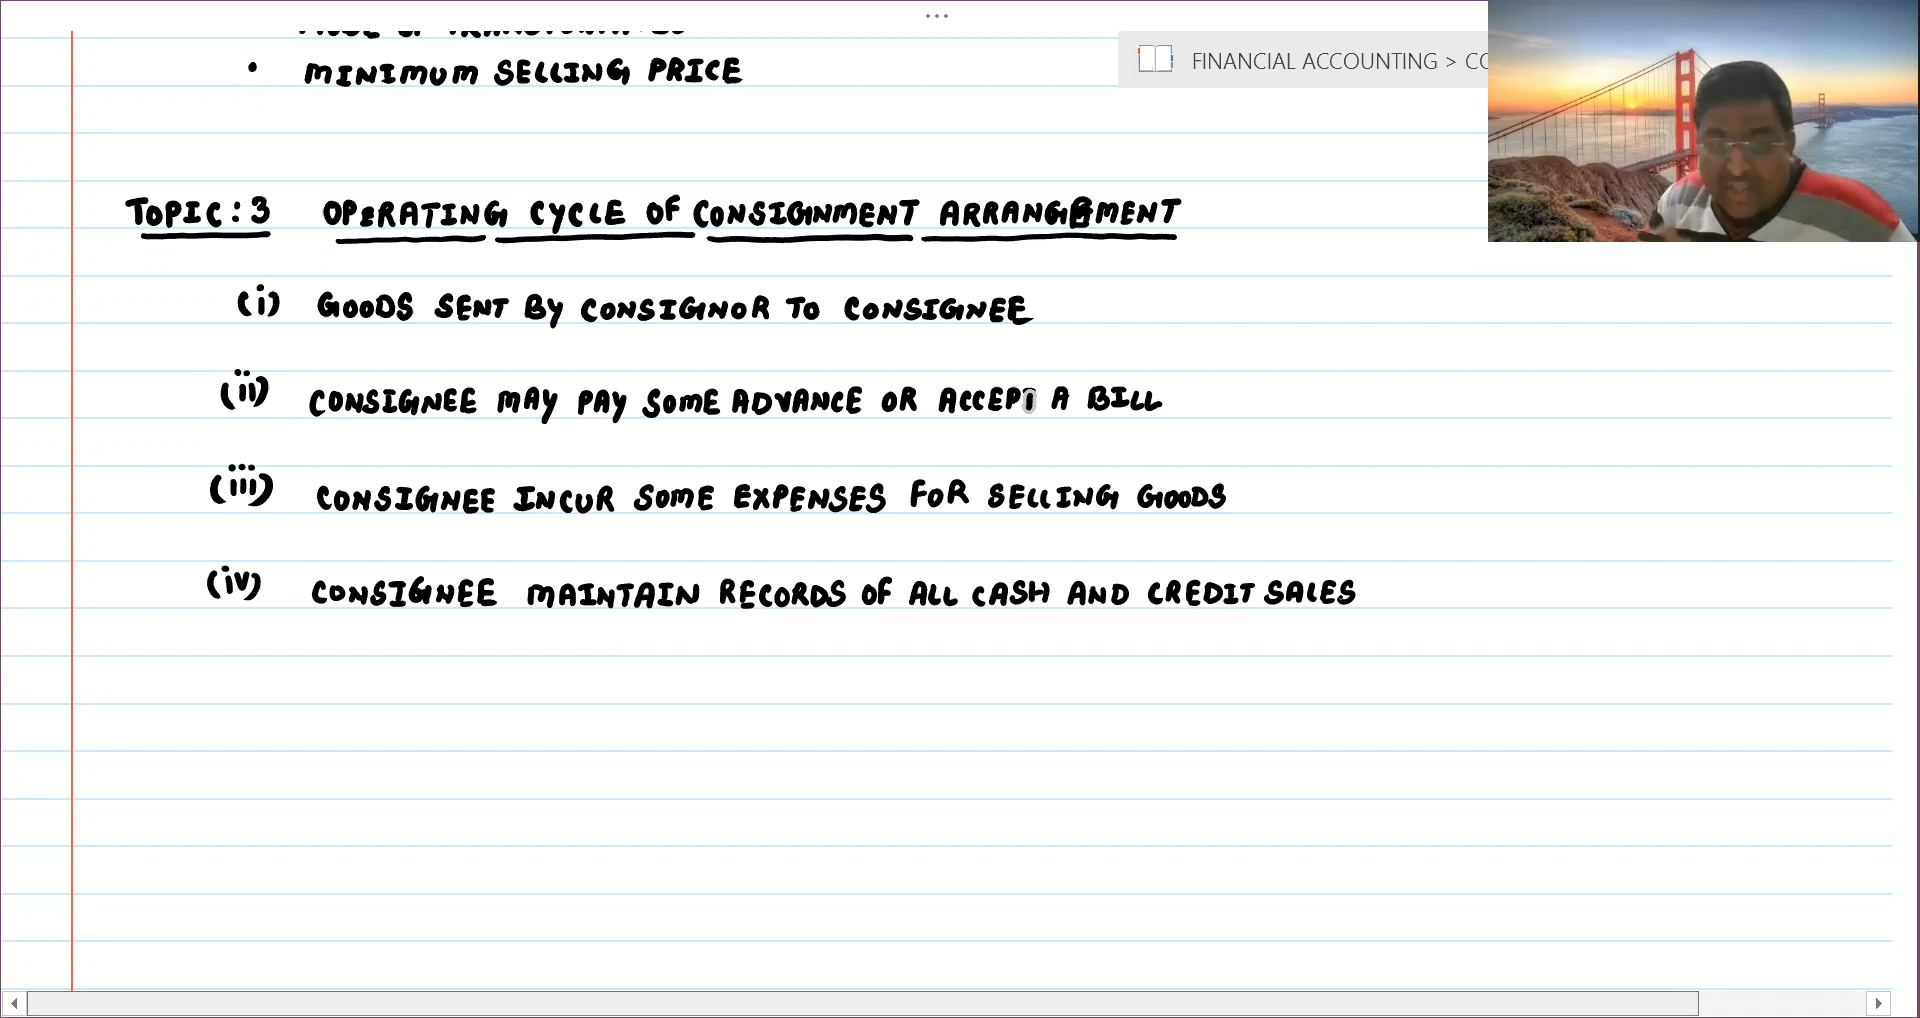 • MINIMUM SELLING PRICE
FINANCIAL ACCOUNTING >
TOPIC: 3 OPERATING CYCLE OF CONSIGNMENT ARRANGEMENT
(i) GOODS SENT BY CONSIGNOR TO CONSIGNEE
(ii) CONSIGNEE MAY PAY SOME ADVANCE OR ACCEPT A BILL
(iii) CONSIGNEE INCUR SOME EXPENSES FOR SELLING GOODS
(iv) CONSIGNEE MAINTAIN RECORDS OF ALL CASH AND CREDIT SALES